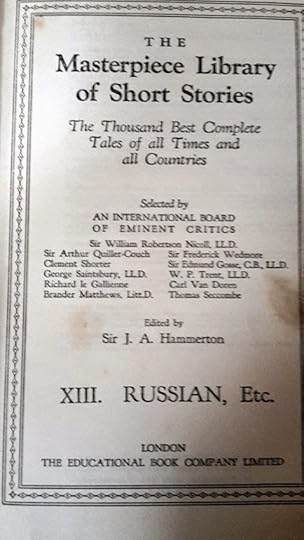 THE
Masterpiece Library
of Short Stories
The Thousand Best Complete
Tales of all Times and
all Countries
Selected by
AN INTERNATIONAL BOARD
OF EMINENT CRITICS
Sir William Robertson Nicoll, LL.D.
Sir Arthur Quiller-Couch Sir Frederick Wedmore
Clement Shorter Sir Edmund Gosse, C.B., LL.D.
George Saintsbury, LL.D. W. P. Trent, LL.D.
Richard le Gallienne Carl Van Doren
Brander Matthews, Litt.D. Thomas Seccombe
Edited by
Sir J. A. Hammerton
XIII. RUSSIAN, Etc.
LONDON
THE EDUCATIONAL BOOK COMPANY LIMITED